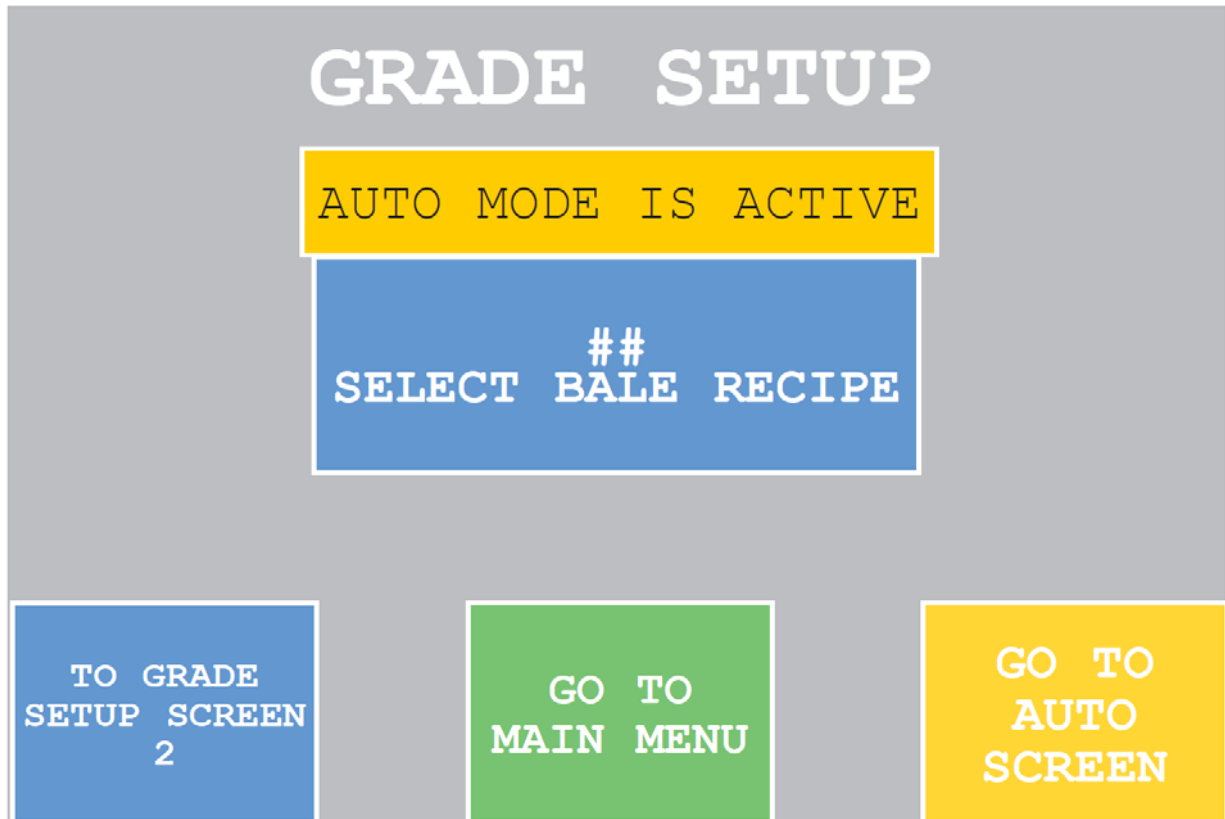 GRADE SETUP
AUTO MODE IS ACTIVE
##
SELECT BALE RECIPE
TO GRADE
SETUP SCREEN
2
GO TO
MAIN MENU
GO TO
AUTO
SCREEN